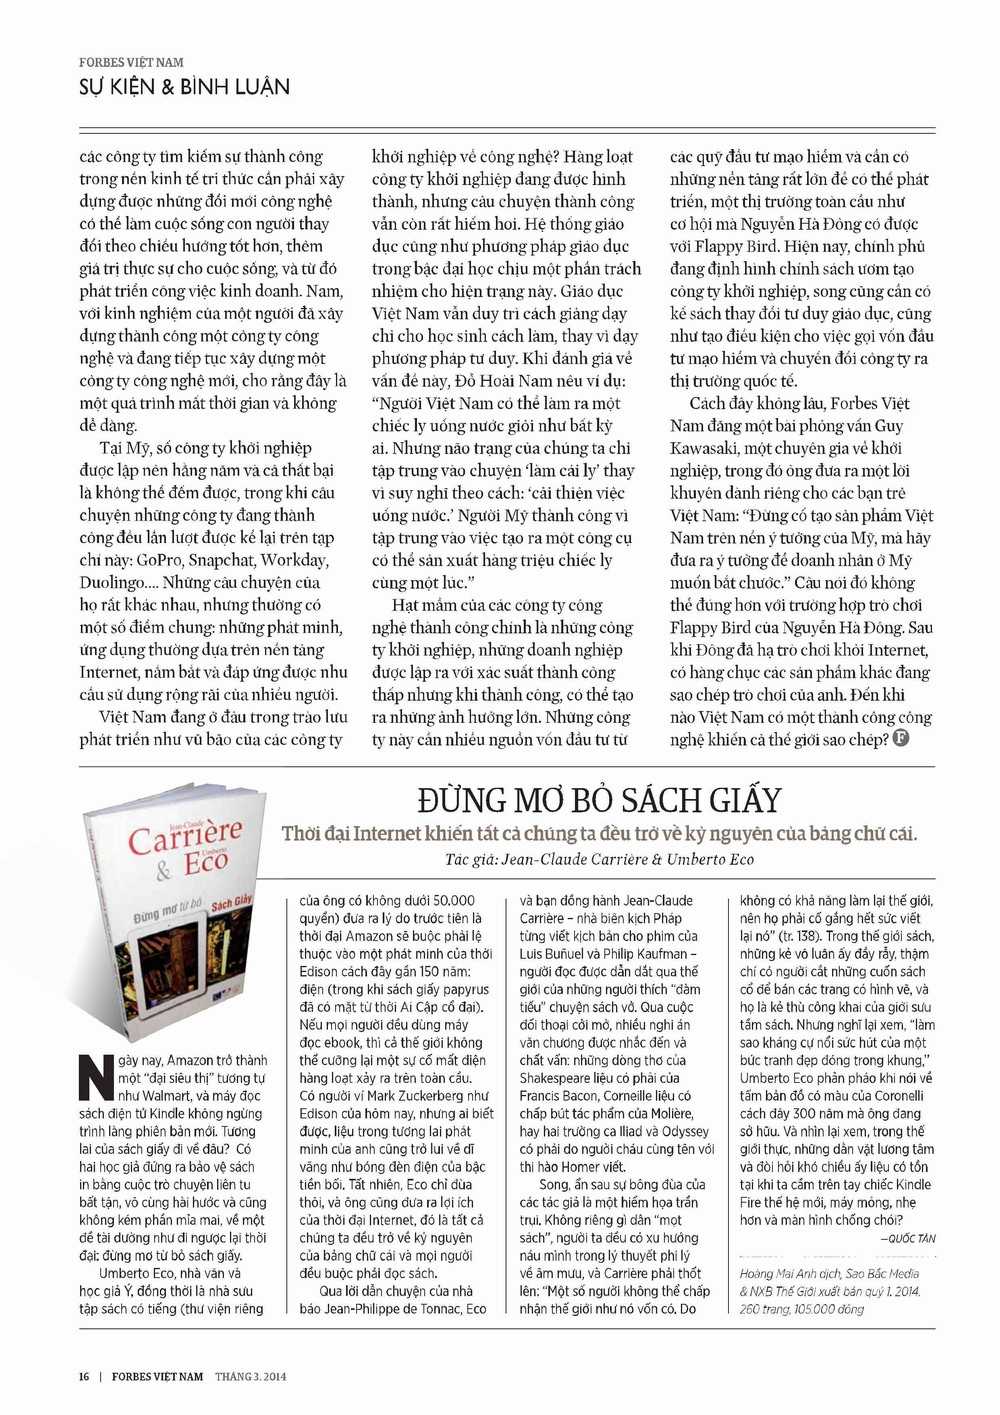 FORBES VIỆT NAM
SỰ KIỆN & BÌNH LUẬN
các công ty tìm kiếm sự thành công
trong nền kinh tế tri thức cần phải xây
dựng được những đổi mới công nghệ
có thể làm cuộc sống con người thay
đổi theo chiều hướng tốt hơn, thêm
giá trị thực sự cho cuộc sống, và từ đó
phát triển công việc kinh doanh. Nam,
với kinh nghiệm của một người đã xây
dựng thành công một công ty công
nghệ và đang tiếp tục xây dựng một
công ty công nghệ mới, cho rằng đây là
một quá trình mất thời gian và không
dễ dàng.
Tại Mỹ, số công ty khởi nghiệp
được lập nên hằng năm và cả thất bại
là không thể đếm được, trong khi câu
chuyện những công ty đang thành
công đều lần lượt được kể lại trên tạp
chí này: GoPro, Snapchat, Workday,
Duolingo.... Những câu chuyện của
họ rất khác nhau, nhưng thường có
một số điểm chung: những phát minh,
ứng dụng thường dựa trên nền tảng
Internet, nắm bắt và đáp ứng được nhu
cầu sử dụng rộng rãi của nhiều người.
Việt Nam đang ở đâu trong trào lưu
phát triển như vũ bão của các công ty
khởi nghiệp về công nghệ? Hàng loạt
công ty khởi nghiệp đang được hình
thành, nhưng câu chuyện thành công
vẫn còn rất hiếm hoi. Hệ thống giáo
dục cũng như phương pháp giáo dục
trong bậc đại học chịu một phần trách
nhiệm cho hiện trạng này. Giáo dục
Việt Nam vẫn duy trì cách giảng dạy
chỉ cho học sinh cách làm, thay vì dạy
phương pháp tư duy. Khi đánh giá về
vấn đề này, Đỗ Hoài Nam nêu ví dụ:
“Người Việt Nam có thể làm ra một
chiếc ly uống nước giỏi như bất kỳ
ai. Nhưng não trạng của chúng ta chỉ
tập trung vào chuyện ‘làm cái ly’ thay
vì suy nghĩ theo cách: ‘cải thiện việc
uống nước.’ Người Mỹ thành công vì
tập trung vào việc tạo ra một công cụ
có thể sản xuất hàng triệu chiếc ly
cùng một lúc.”
Hạt mầm của các công ty công
nghệ thành công chính là những công
ty khởi nghiệp, những doanh nghiệp
được lập ra với xác suất thành công
thấp nhưng khi thành công, có thể tạo
ra những ảnh hưởng lớn. Những công
ty này cần nhiều nguồn vốn đầu tư từ
các quỹ đầu tư mạo hiểm và cần có
những nền tảng rất lớn để có thể phát
triển, một thị trường toàn cầu như
cơ hội mà Nguyễn Hà Đông có được
với Flappy Bird. Hiện nay, chính phủ
đang định hình chính sách ươm tạo
công ty khởi nghiệp, song cũng cần có
kế sách thay đổi tư duy giáo dục, cũng
như tạo điều kiện cho việc gọi vốn đầu
tư mạo hiểm và chuyển đổi công ty ra
thị trường quốc tế.
Cách đây không lâu, Forbes Việt
Nam đăng một bài phỏng vấn Guy
Kawasaki, một chuyên gia về khởi
nghiệp, trong đó ông đưa ra một lời
khuyên dành riêng cho các bạn trẻ
Việt Nam: “Đừng cố tạo sản phẩm Việt
Nam trên nền ý tưởng của Mỹ, mà hãy
đưa ra ý tưởng để doanh nhân ở Mỹ
muốn bắt chước.” Câu nói đó không
thể đúng hơn với trường hợp trò chơi
Flappy Bird của Nguyễn Hà Đông. Sau
khi Đông đã hạ trò chơi khỏi Internet,
có hàng chục các sản phẩm khác đang
sao chép trò chơi của anh. Đến khi
nào Việt Nam có một thành công công
nghệ khiến cả thế giới sao chép? F
ĐỪNG MƠ BỎ SÁCH GIẤY
Thời đại Internet khiến tất cả chúng ta đều trở về kỷ nguyên của bảng chữ cái.
Tác giả: Jean-Claude Carrière & Umberto Eco
Jean-Claude
Carrière
Umberto
& Eco
Đừng mơ từ bỏ Sách Giấy
Ngày nay, Amazon trở thành
một “đại siêu thị” tương tự
như Walmart, và máy đọc
sách điện tử Kindle không ngừng
trình làng phiên bản mới. Tương
lai của sách giấy đi về đâu? Có
hai học giả đứng ra bảo vệ sách
in bằng cuộc trò chuyện liên tu
bất tận, vô cùng hài hước và cũng
không kém phần mỉa mai, về một
đề tài dường như đi ngược lại thời
đại: đừng mơ từ bỏ sách giấy.
Umberto Eco, nhà văn và
học giả Ý, đồng thời là nhà sưu
tập sách có tiếng (thư viện riêng
của ông có không dưới 50.000
quyển) đưa ra lý do trước tiên là
thời đại Amazon sẽ buộc phải lệ
thuộc vào một phát minh của thời
Edison cách đây gần 150 năm:
điện (trong khi sách giấy papyrus
đã có mặt từ thời Ai Cập cổ đại).
Nếu mọi người đều dùng máy
đọc ebook, thì cả thế giới không
thể cưỡng lại một sự cố mất điện
hàng loạt xảy ra trên toàn cầu.
Có người ví Mark Zuckerberg như
Edison của hôm nay, nhưng ai biết
được, liệu trong tương lai phát
minh của anh cũng trở lui về dĩ
vãng như bóng đèn điện của bậc
tiền bối. Tất nhiên, Eco chỉ đùa
thôi, và ông cũng đưa ra lợi ích
của thời đại Internet, đó là tất cả
chúng ta đều trở về kỷ nguyên
của bảng chữ cái và mọi người
đều buộc phải đọc sách.
Qua lời dẫn chuyện của nhà
báo Jean-Philippe de Tonnac, Eco
và bạn đồng hành Jean-Claude
Carrière – nhà biên kịch Pháp
từng viết kịch bản cho phim của
Luis Buñuel và Philip Kaufman –
người đọc được dẫn dắt qua thế
giới của những người thích “đàm
tiếu” chuyện sách vở. Qua cuộc
đối thoại cởi mở, nhiều nghi án
văn chương được nhắc đến và
chất vấn: những dòng thơ của
Shakespeare liệu có phải của
Francis Bacon, Corneille liệu có
chấp bút tác phẩm của Molière,
hay hai trường ca Iliad và Odyssey
có phải do người cháu cùng tên với
thi hào Homer viết.
Song, ẩn sau sự bông đùa của
các tác giả là một hiểm họa trần
trụi. Không riêng gì dân “mọt
sách”, người ta đều có xu hướng
náu mình trong lý thuyết phi lý
về âm mưu, và Carrière phải thốt
lên: “Một số người không thể chấp
nhận thế giới như nó vốn có. Do
không có khả năng làm lại thế giới,
nên họ phải cố gắng hết sức viết
lại nó” (tr. 138). Trong thế giới sách,
những kẻ vô luân ấy đầy rẫy, thậm
chí có người cắt những cuốn sách
cổ để bán các trang có hình vẽ, và
họ là kẻ thù công khai của giới sưu
tầm sách. Nhưng nghĩ lại xem, “làm
sao kháng cự nổi sức hút của một
bức tranh đẹp đóng trong khung,”
Umberto Eco phản pháo khi nói về
tấm bản đồ có màu của Coronelli
cách đây 300 năm mà ông đang
sở hữu. Và nhìn lại xem, trong thế
giới thực, những dằn vặt lương tâm
và đòi hỏi khó chiều ấy liệu có tồn
tại khi ta cầm trên tay chiếc Kindle
Fire thế hệ mới, máy mỏng, nhẹ
hơn và màn hình chống chói?
—QUỐC TÂN
Hoàng Mai Anh dịch, Sao Bắc Media
& NXB Thế Giới xuất bản quý 1, 2014.
260 trang, 105.000 đồng
16 | FORBES VIỆT NAM THÁNG 3. 2014